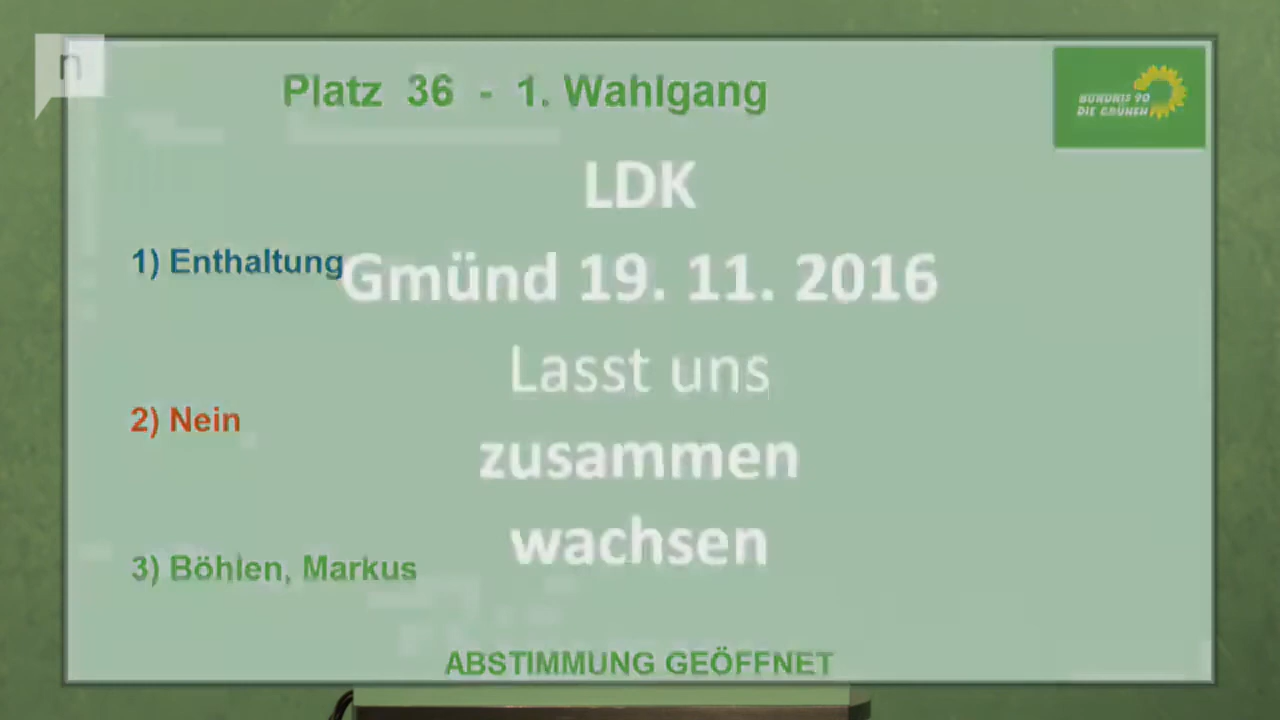 n
Platz 36 - 1. Wahlgang
BÜNDNIS 90
DIE GRÜNEN
LDK
1) Enthaltung
Gmünd 19. 11. 2016
Lasst uns
2) Nein
zusammen
wachsen
3) Böhlen, Markus
ABSTIMMUNG GEÖFFNET